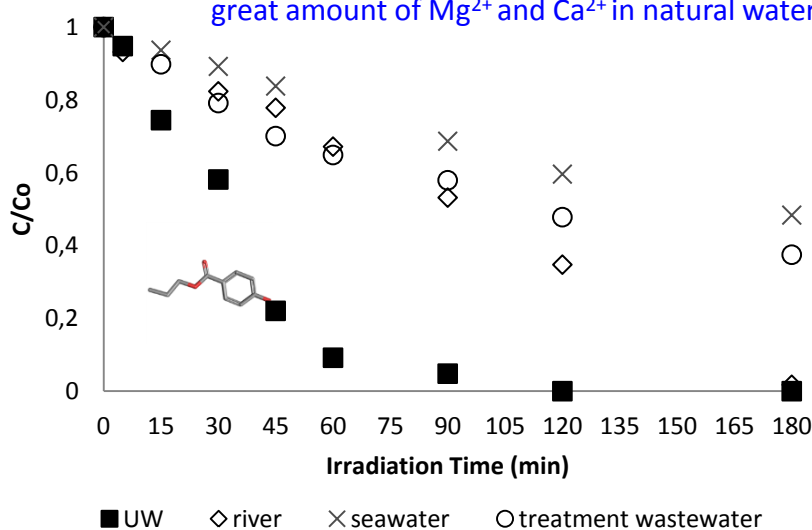 great amount of Mg²⁺ and Ca²⁺ in natural water
1
0,8
0,6
0,4
0,2
0
C/Co
0 15 30 45 60 75 90 105 120 135 150 165 180
Irradiation Time (min)
UW river seawater treatment wastewater